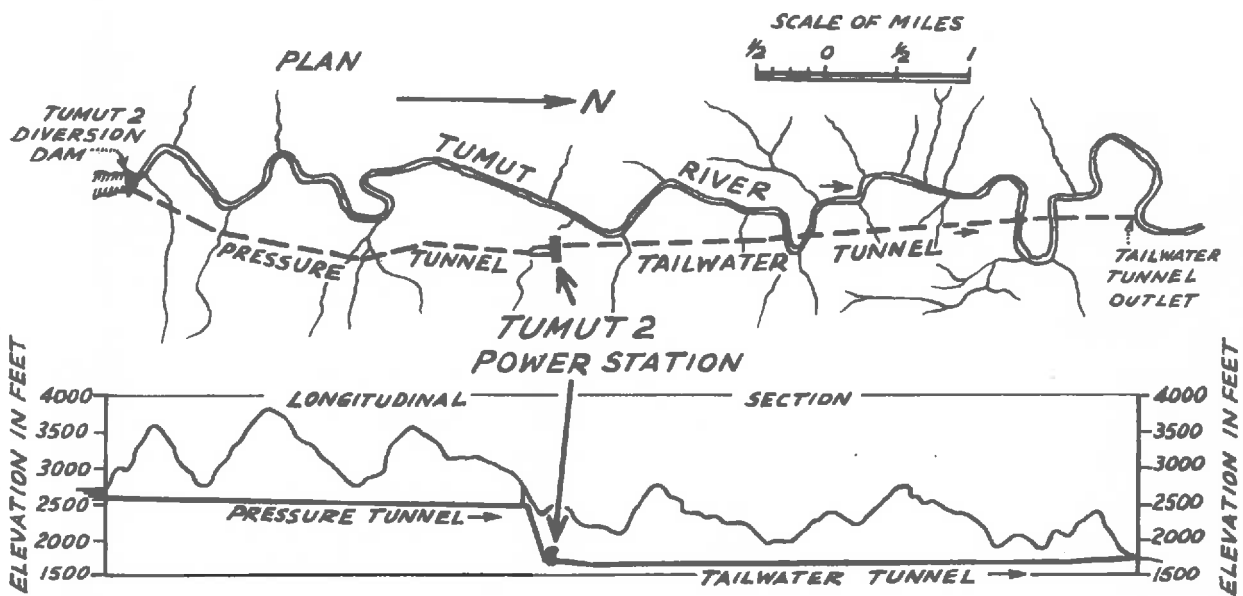 SCALE OF MILES
1/2 0 1/2 1
PLAN
N
TUMUT 2
DIVERSION
DAM
TUMUT
RIVER
PRESSURE
TUNNEL
TAILWATER
TUNNEL
TAILWATER
TUNNEL
OUTLET
TUMUT 2
POWER STATION
ELEVATION IN FEET
4000
3500
3000
2500
2000
1500
LONGITUDINAL
SECTION
PRESSURE TUNNEL
TAILWATER TUNNEL
4000
3500
3000
2500
2000
1500
ELEVATION IN FEET